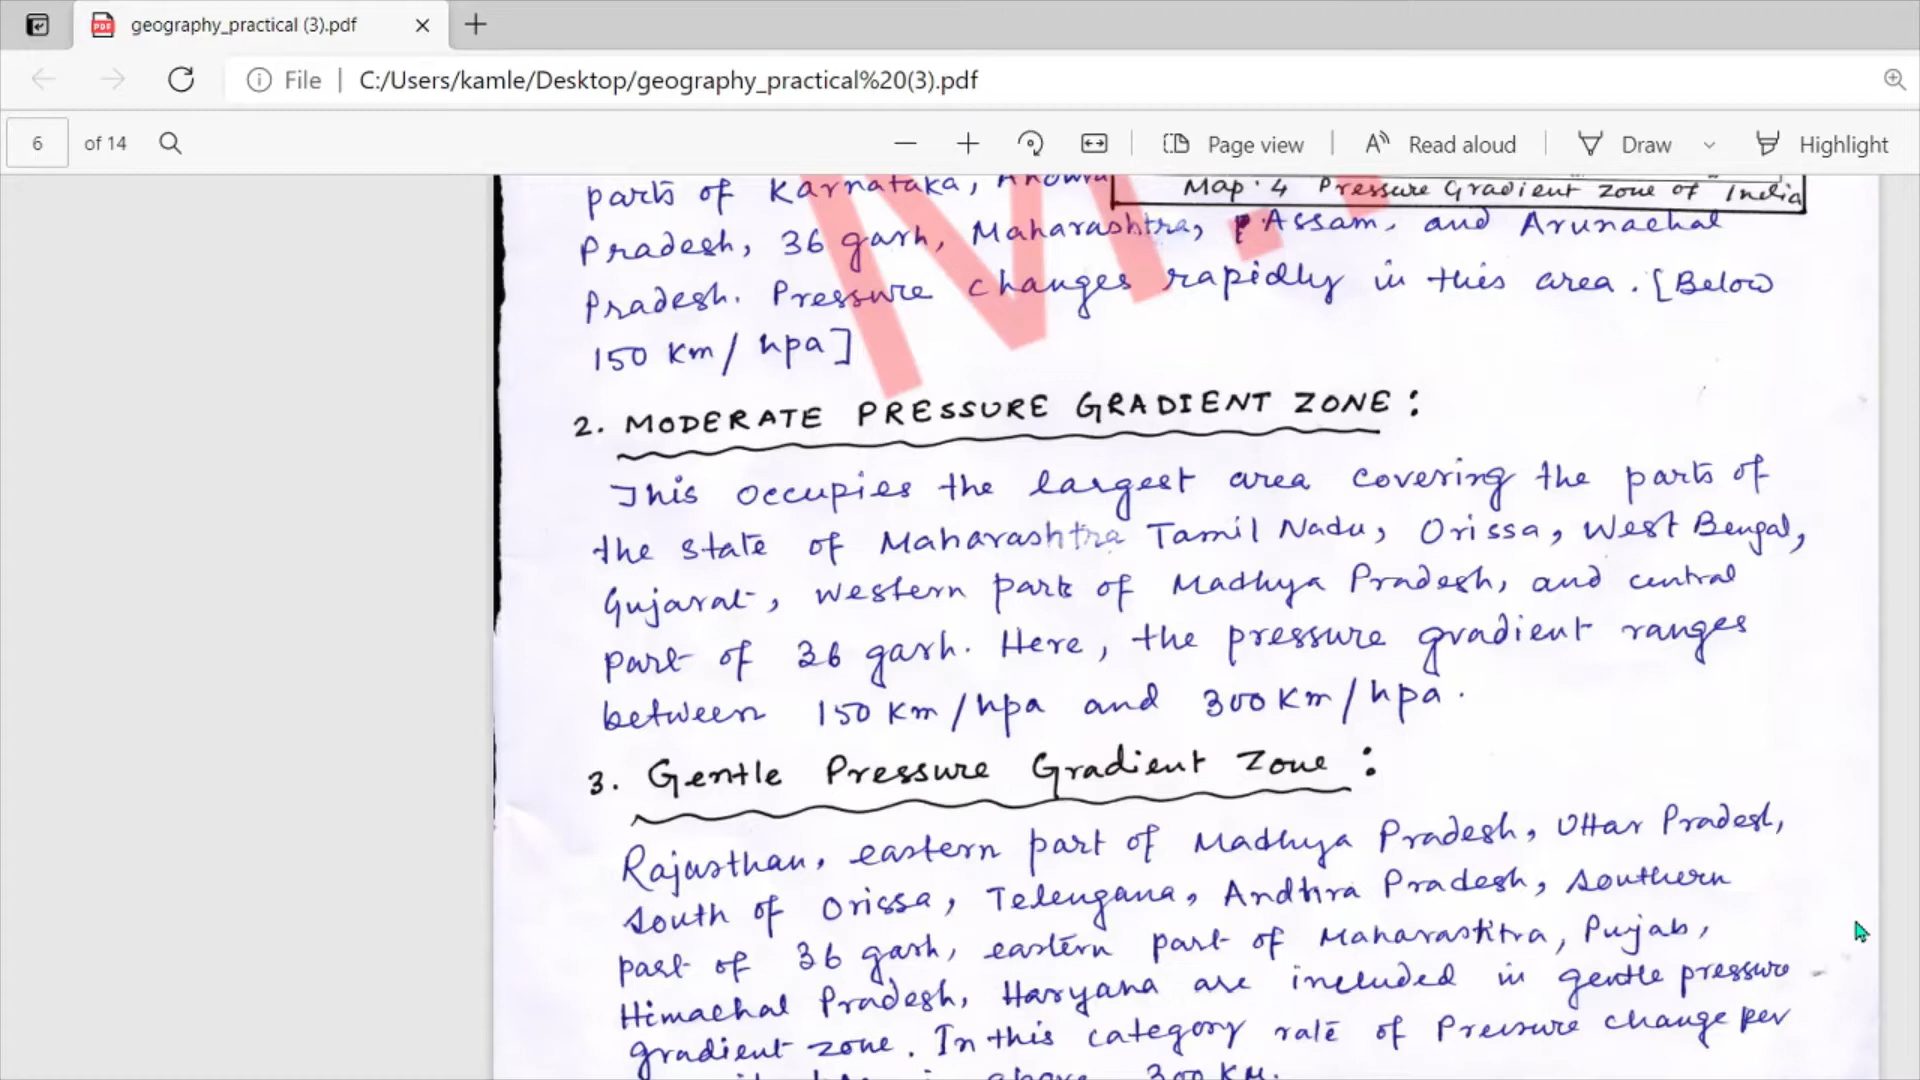 geography_practical (3).pdf
File | C:/Users/kamle/Desktop/geography_practical%20(3).pdf
6 of 14 Page view Read aloud Draw Highlight
Map. 4 Pressure Gradient Zone of India
parts of Karnataka,
Pradesh, 36 garh, Maharashtra, Assam, and Arunachal
Pradesh. Pressure changes rapidly in this area. [Below
150 Km/ hpa]
2. MODERATE PRESSURE GRADIENT ZONE :
This occupies the largest area covering the parts of
the state of Maharashtra Tamil Nadu, Orissa, West Bengal,
Gujarat, western part of Madhya Pradesh, and central
part of 36 garh. Here, the pressure gradient ranges
between 150 Km/hpa and 300 Km/hpa.
3. Gentle Pressure Gradient Zone :
Rajasthan, eastern part of Madhya Pradesh, Uttar Pradesh,
south of Orissa, Telengana, Andhra Pradesh, southern
part of 36 garh, eastern part of Maharashtra, Punjab,
Himachal Pradesh, Haryana are included in gentle pressure
gradient zone. In this category rate of Pressure change per
above 300 KM.